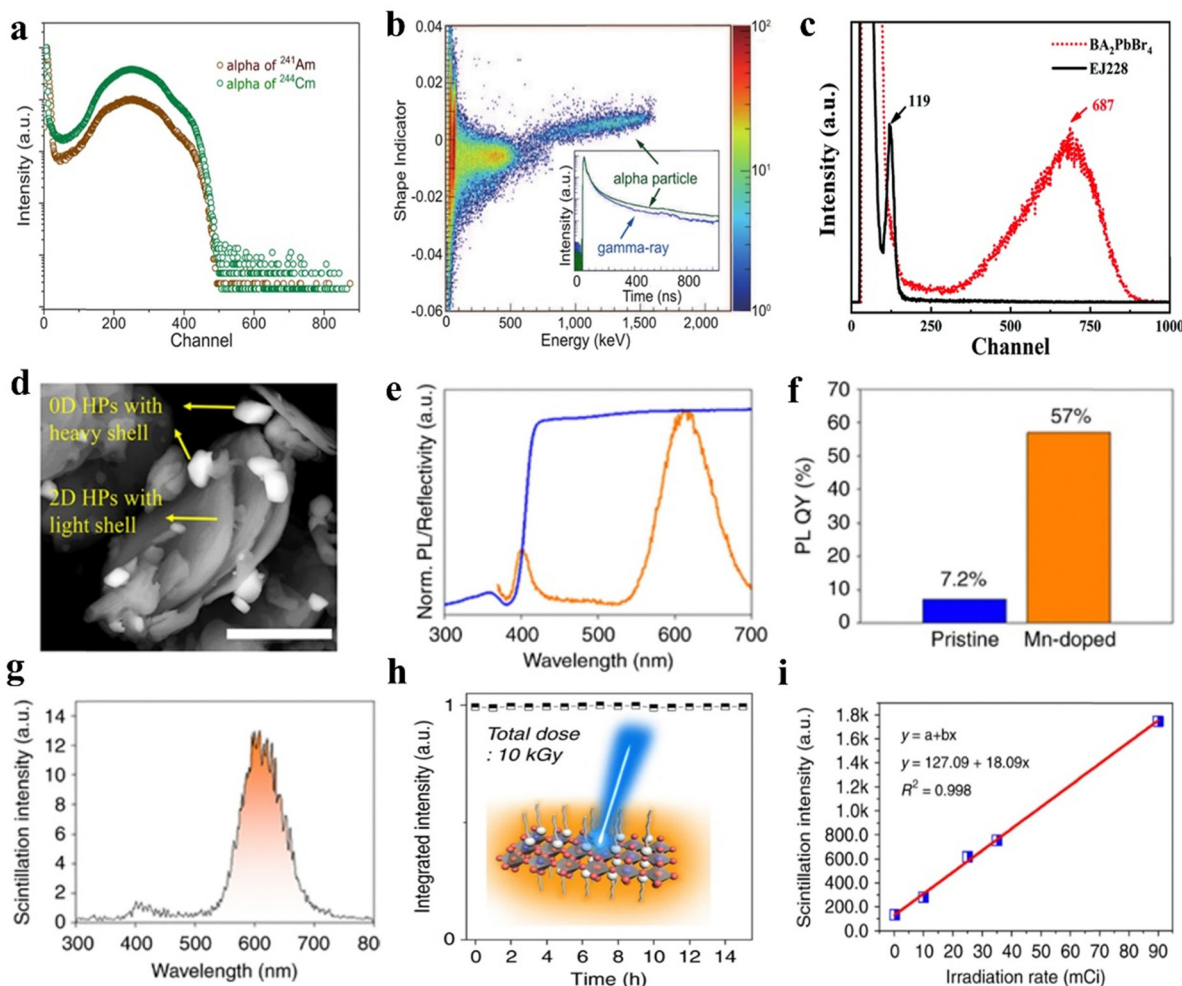 a
Intensity (a.u.)
alpha of ²⁴¹Am
alpha of ²⁴⁴Cm
0 200 400 600 800
Channel
b
Shape Indicator
0.04
0.02
0
-0.02
-0.04
-0.06
10²
10¹
10⁰
Intensity (a.u.)
alpha particle
gamma-ray
0 400 800
Time (ns)
0 500 1,000 1,500 2,000
Energy (keV)
c
Intensity (a.u.)
BA₂PbBr₄
EJ228
119
687
0 250 500 750 1000
Channel
d
0D HPs with
heavy shell
2D HPs with
light shell
e
Norm. PL/Reflectivity (a.u.)
300 400 500 600 700
Wavelength (nm)
f
PL QY (%)
70
60
50
40
30
20
10
0
57%
7.2%
Pristine Mn-doped
g
Scintillation intensity (a.u.)
14
12
10
8
6
4
2
0
300 400 500 600 700 80
Wavelength (nm)
h
Integrated intensity (a.u.)
1
0
Total dose
: 10 kGy
0 2 4 6 8 10 12 14
Time (h)
i
Scintillation intensity (a.u.)
1.8k
1.6k
1.4k
1.2k
1.0k
800.0
600.0
400.0
200.0
0.0
y = a+bx
y = 127.09 + 18.09x
R² = 0.998
0 10 20 30 40 50 60 70 80 90
Irradiation rate (mCi)